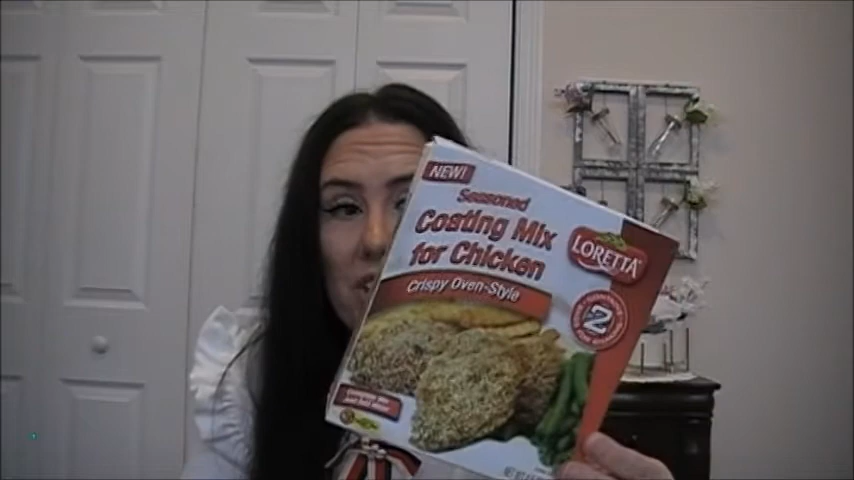 NEW!
Seasoned
Coating Mix
for Chicken
Crispy Oven-Style
LORETTA
2